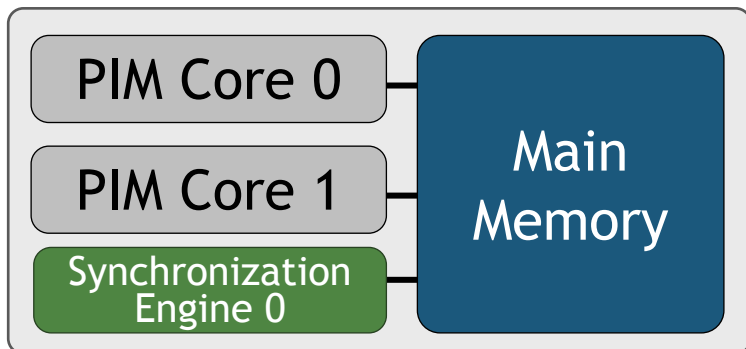 PIM Core 0
PIM Core 1
Synchronization
Engine 0
Main
Memory